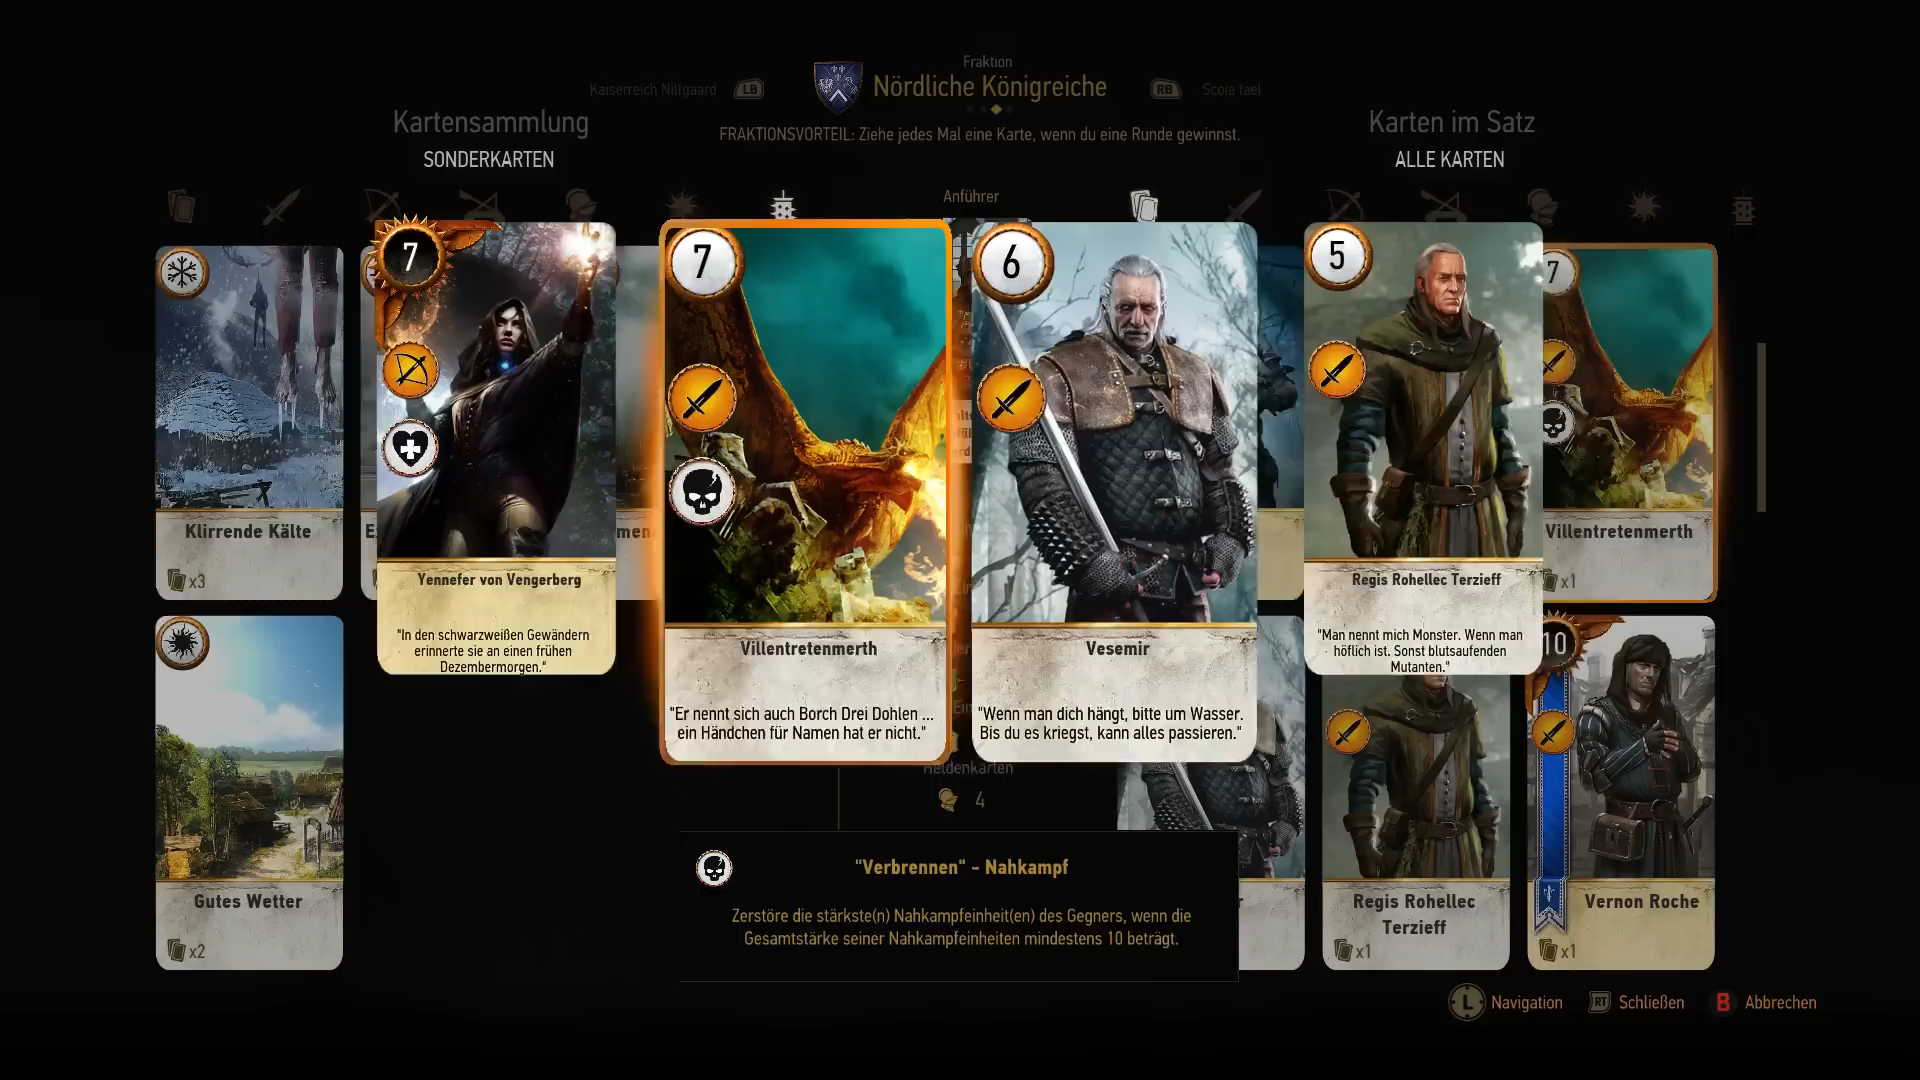 Fraktion
Kaiserreich Nilfgaard
LB
Nördliche Königreiche
RB
Scoia tael
Kartensammlung
SONDERKARTEN
FRAKTIONSVORTEIL: Ziehe jedes Mal eine Karte, wenn du eine Runde gewinnst.
Karten im Satz
ALLE KARTEN
Anführer
7
7
6
5
7
Klirrende Kälte
x3
Yennefer von Vengerberg
"In den schwarzweißen Gewändern
erinnerte sie an einen frühen
Dezembermorgen."
Villentretenmerth
"Er nennt sich auch Borch Drei Dohlen ...
ein Händchen für Namen hat er nicht."
Vesemir
"Wenn man dich hängt, bitte um Wasser.
Bis du es kriegst, kann alles passieren."
Regis Rohellec Terzieff
"Man nennt mich Monster. Wenn man
höflich ist. Sonst blutsaufenden
Mutanten."
Villentretenmerth
x1
10
Heldenkarten
4
Gutes Wetter
x2
"Verbrennen" - Nahkampf
Zerstöre die stärkste(n) Nahkampfeinheit(en) des Gegners, wenn die
Gesamtstärke seiner Nahkampfeinheiten mindestens 10 beträgt.
Regis Rohellec
Terzieff
x1
Vernon Roche
x1
L
Navigation
RT
Schließen
B
Abbrechen